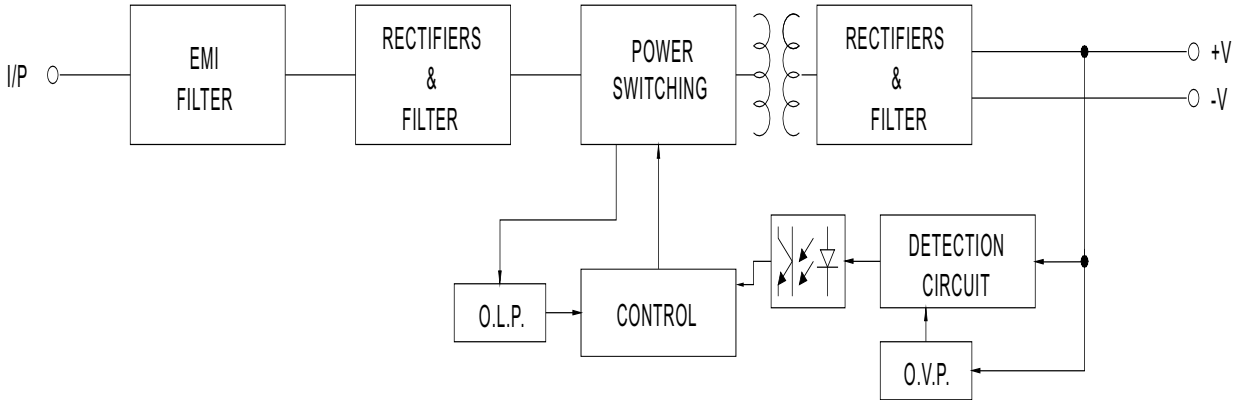 I/P
EMI
FILTER
RECTIFIERS
&
FILTER
POWER
SWITCHING
RECTIFIERS
&
FILTER
+V
-V
O.L.P.
CONTROL
DETECTION
CIRCUIT
O.V.P.